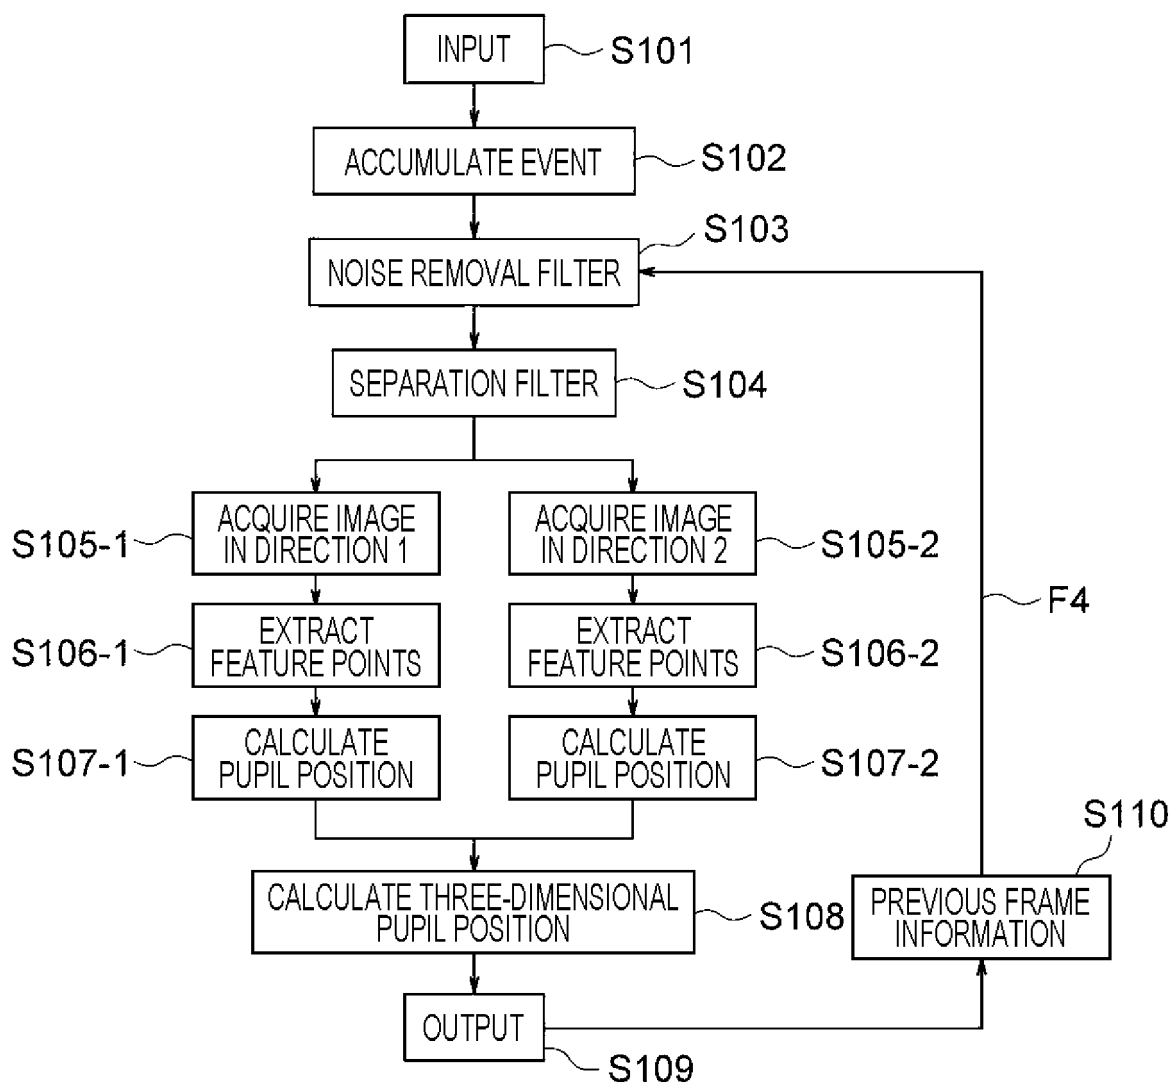 INPUT
S101
ACCUMULATE EVENT
S102
NOISE REMOVAL FILTER
S103
SEPARATION FILTER
S104
ACQUIRE IMAGE
IN DIRECTION 1
S105-1
ACQUIRE IMAGE
IN DIRECTION 2
S105-2
EXTRACT
FEATURE POINTS
S106-1
EXTRACT
FEATURE POINTS
S106-2
CALCULATE
PUPIL POSITION
S107-1
CALCULATE
PUPIL POSITION
S107-2
F4
CALCULATE THREE-DIMENSIONAL
PUPIL POSITION
S108
PREVIOUS FRAME
INFORMATION
S110
OUTPUT
S109